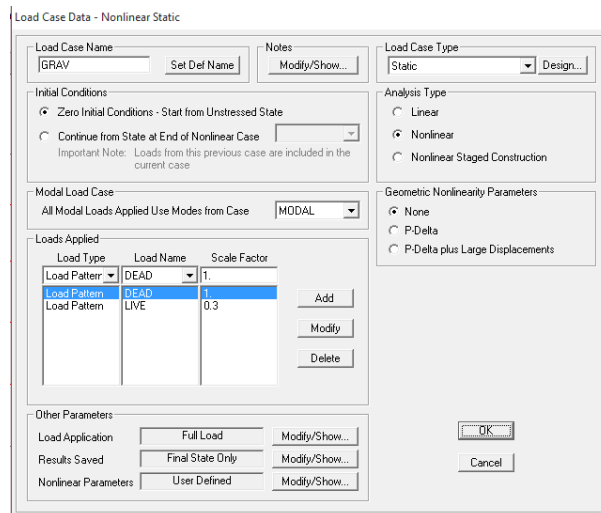 Load Case Data - Nonlinear Static
Load Case Name
GRAV
Set Def Name
Notes
Modify/Show...
Load Case Type
Static
Design...
Initial Conditions
Zero Initial Conditions - Start from Unstressed State
Continue from State at End of Nonlinear Case
Important Note: Loads from this previous case are included in the
current case
Analysis Type
Linear
Nonlinear
Nonlinear Staged Construction
Modal Load Case
All Modal Loads Applied Use Modes from Case
MODAL
Geometric Nonlinearity Parameters
None
P-Delta
P-Delta plus Large Displacements
Loads Applied
Load Type Load Name Scale Factor
Load Pattern DEAD 1.
Load Pattern DEAD 1.
Load Pattern LIVE 0.3
Add
Modify
Delete
Other Parameters
Load Application Full Load Modify/Show...
Results Saved Final State Only Modify/Show...
Nonlinear Parameters User Defined Modify/Show...
OK
Cancel